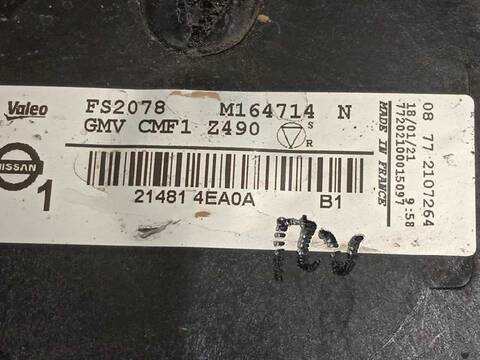 Valeo FS2078 M164714 N
GMV CMF1 Z490 S R
NISSAN
1
21481 4EA0A B1
08 77 2107264
18/01/21 9:58
77202100015097
MADE IN FRANCE